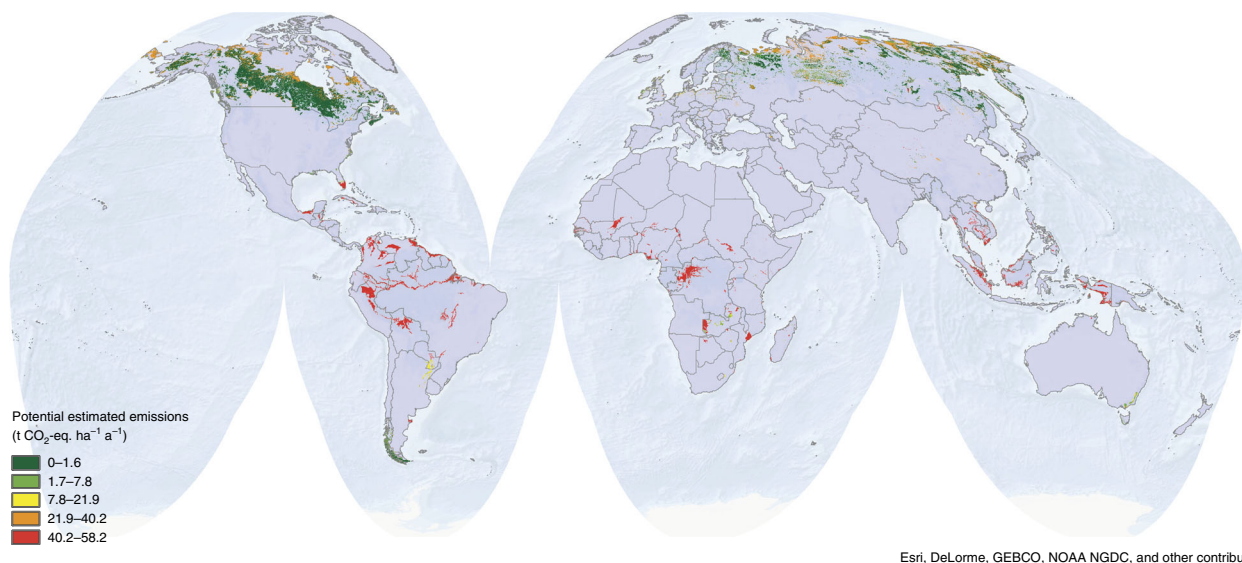 Potential estimated emissions
(t CO₂-eq. ha⁻¹ a⁻¹)
0–1.6
1.7–7.8
7.8–21.9
21.9–40.2
40.2–58.2
Esri, DeLorme, GEBCO, NOAA NGDC, and other contribu